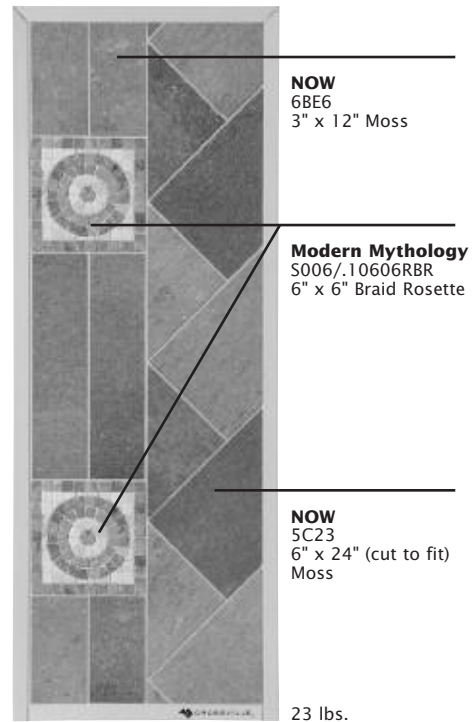 NOW
6BE6
3" x 12" Moss
Modern Mythology
S006/.10606RBR
6" x 6" Braid Rosette
NOW
5C23
6" x 24" (cut to fit)
Moss
CROSSVILLE
23 lbs.